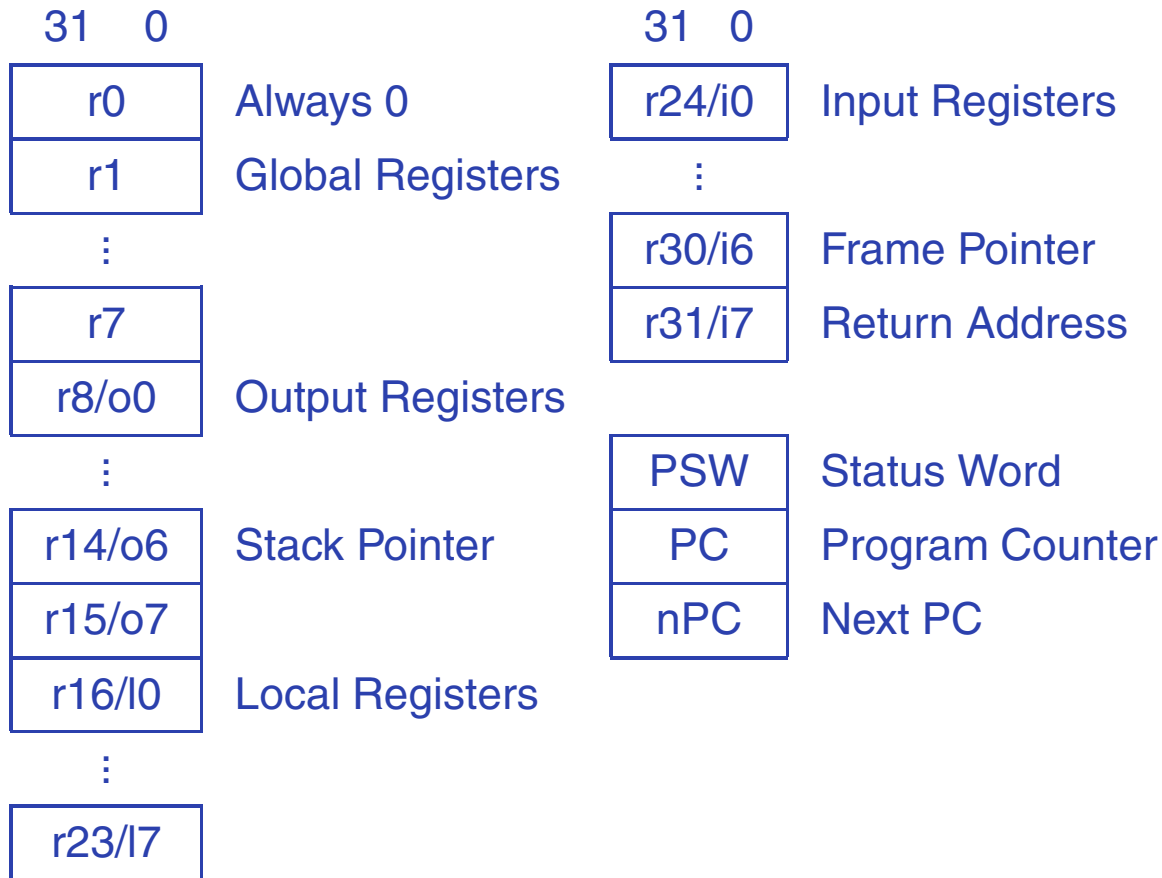 31 0
r0 Always 0
r1 Global Registers
⋮
r7
r8/o0 Output Registers
⋮
r14/o6 Stack Pointer
r15/o7
r16/l0 Local Registers
⋮
r23/l7
31 0
r24/i0 Input Registers
⋮
r30/i6 Frame Pointer
r31/i7 Return Address
PSW Status Word
PC Program Counter
nPC Next PC